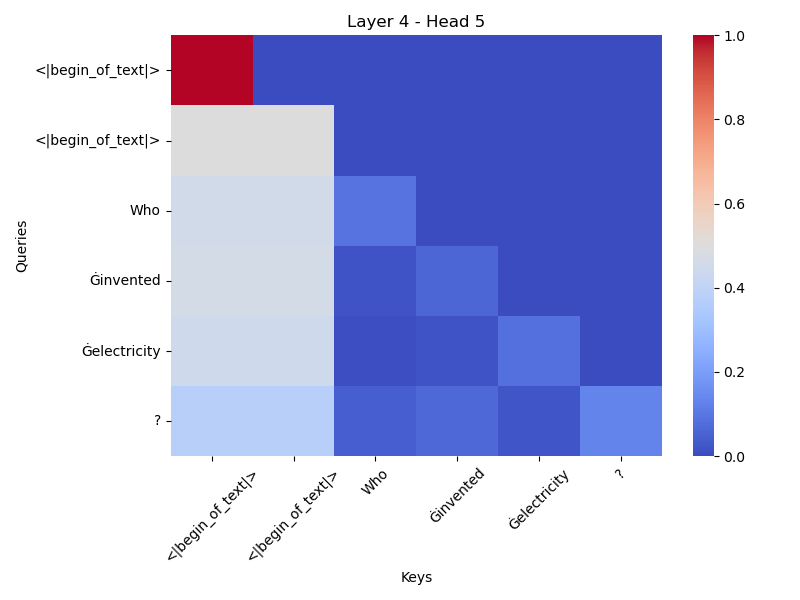 Layer 4 - Head 5
<|begin_of_text|>
<|begin_of_text|>
Who
Ġinvented
Ġelectricity
?
Queries
<|begin_of_text|>
<|begin_of_text|>
Who
Ġinvented
Ġelectricity
?
Keys
1.0
0.8
0.6
0.4
0.2
0.0